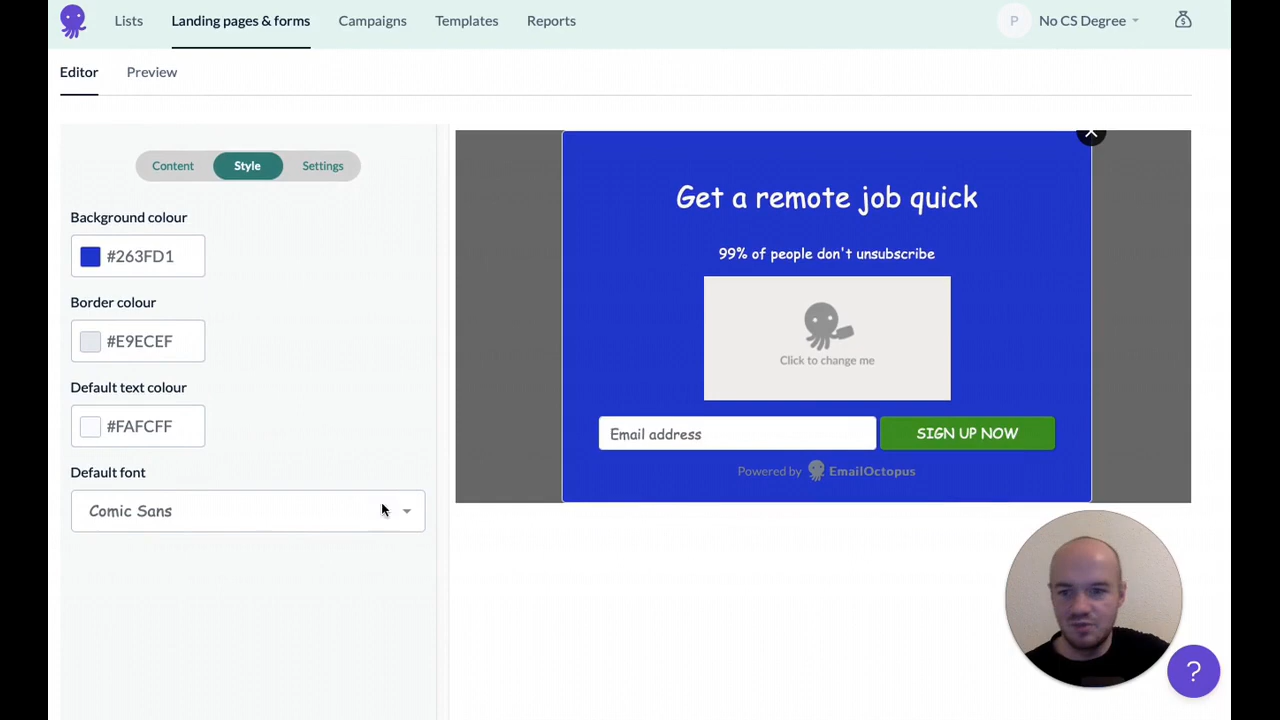 Lists
Landing pages & forms
Campaigns
Templates
Reports
P
No CS Degree
Editor
Preview
Content
Style
Settings
Background colour
#263FD1
Border colour
#E9ECEF
Default text colour
#FAFCFF
Default font
Comic Sans
Get a remote job quick
99% of people don't unsubscribe
Click to change me
Email address
SIGN UP NOW
Powered by EmailOctopus
?